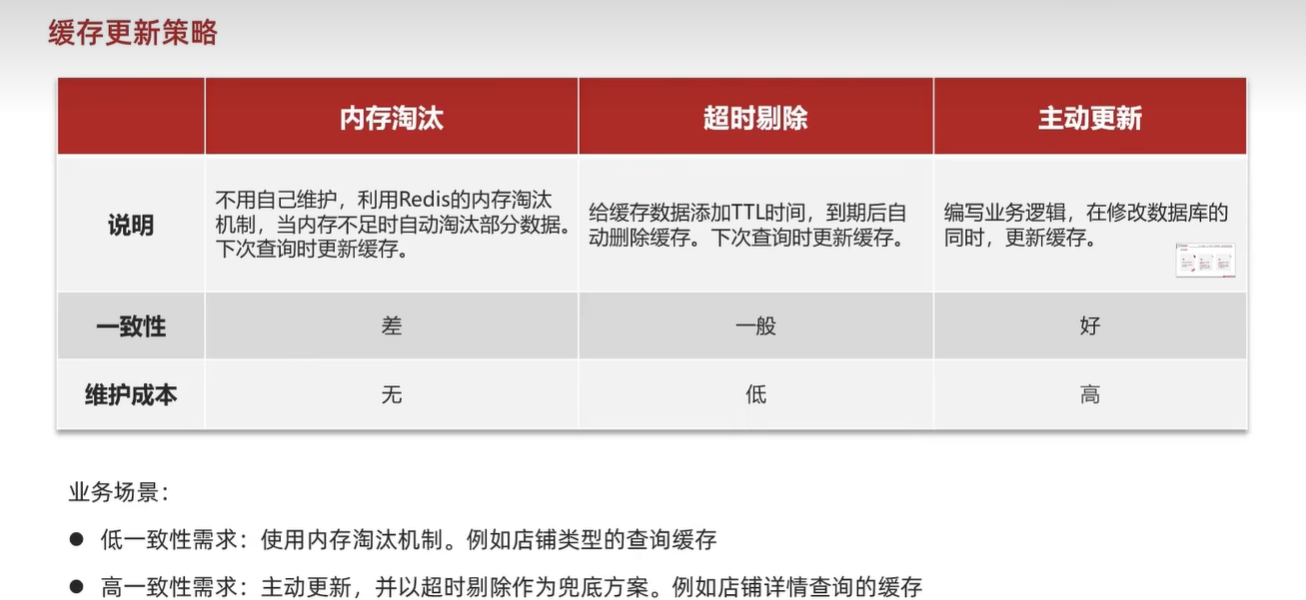 缓存更新策略
内存淘汰
超时剔除
主动更新
说明
不用自己维护，利用Redis的内存淘汰
机制，当内存不足时自动淘汰部分数据。
下次查询时更新缓存。
给缓存数据添加TTL时间，到期后自
动删除缓存。下次查询时更新缓存。
编写业务逻辑，在修改数据库的
同时，更新缓存。
一致性
差
一般
好
维护成本
无
低
高
业务场景：
● 低一致性需求：使用内存淘汰机制。例如店铺类型的查询缓存
● 高一致性需求：主动更新，并以超时剔除作为兜底方案。例如店铺详情查询的缓存